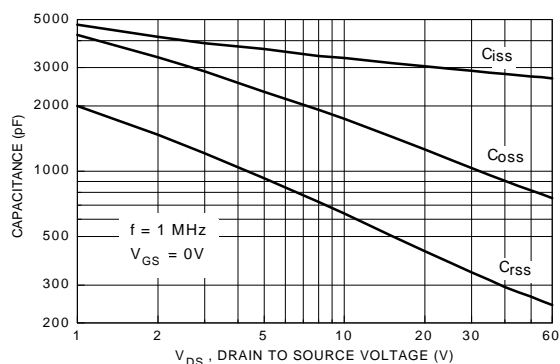 5000
3000
2000
1000
500
300
200
CAPACITANCE (pF)
Ciss
Coss
Crss
f = 1 MHz
VGS = 0V
1
2
5
10
20
30
60
VDS , DRAIN TO SOURCE VOLTAGE (V)